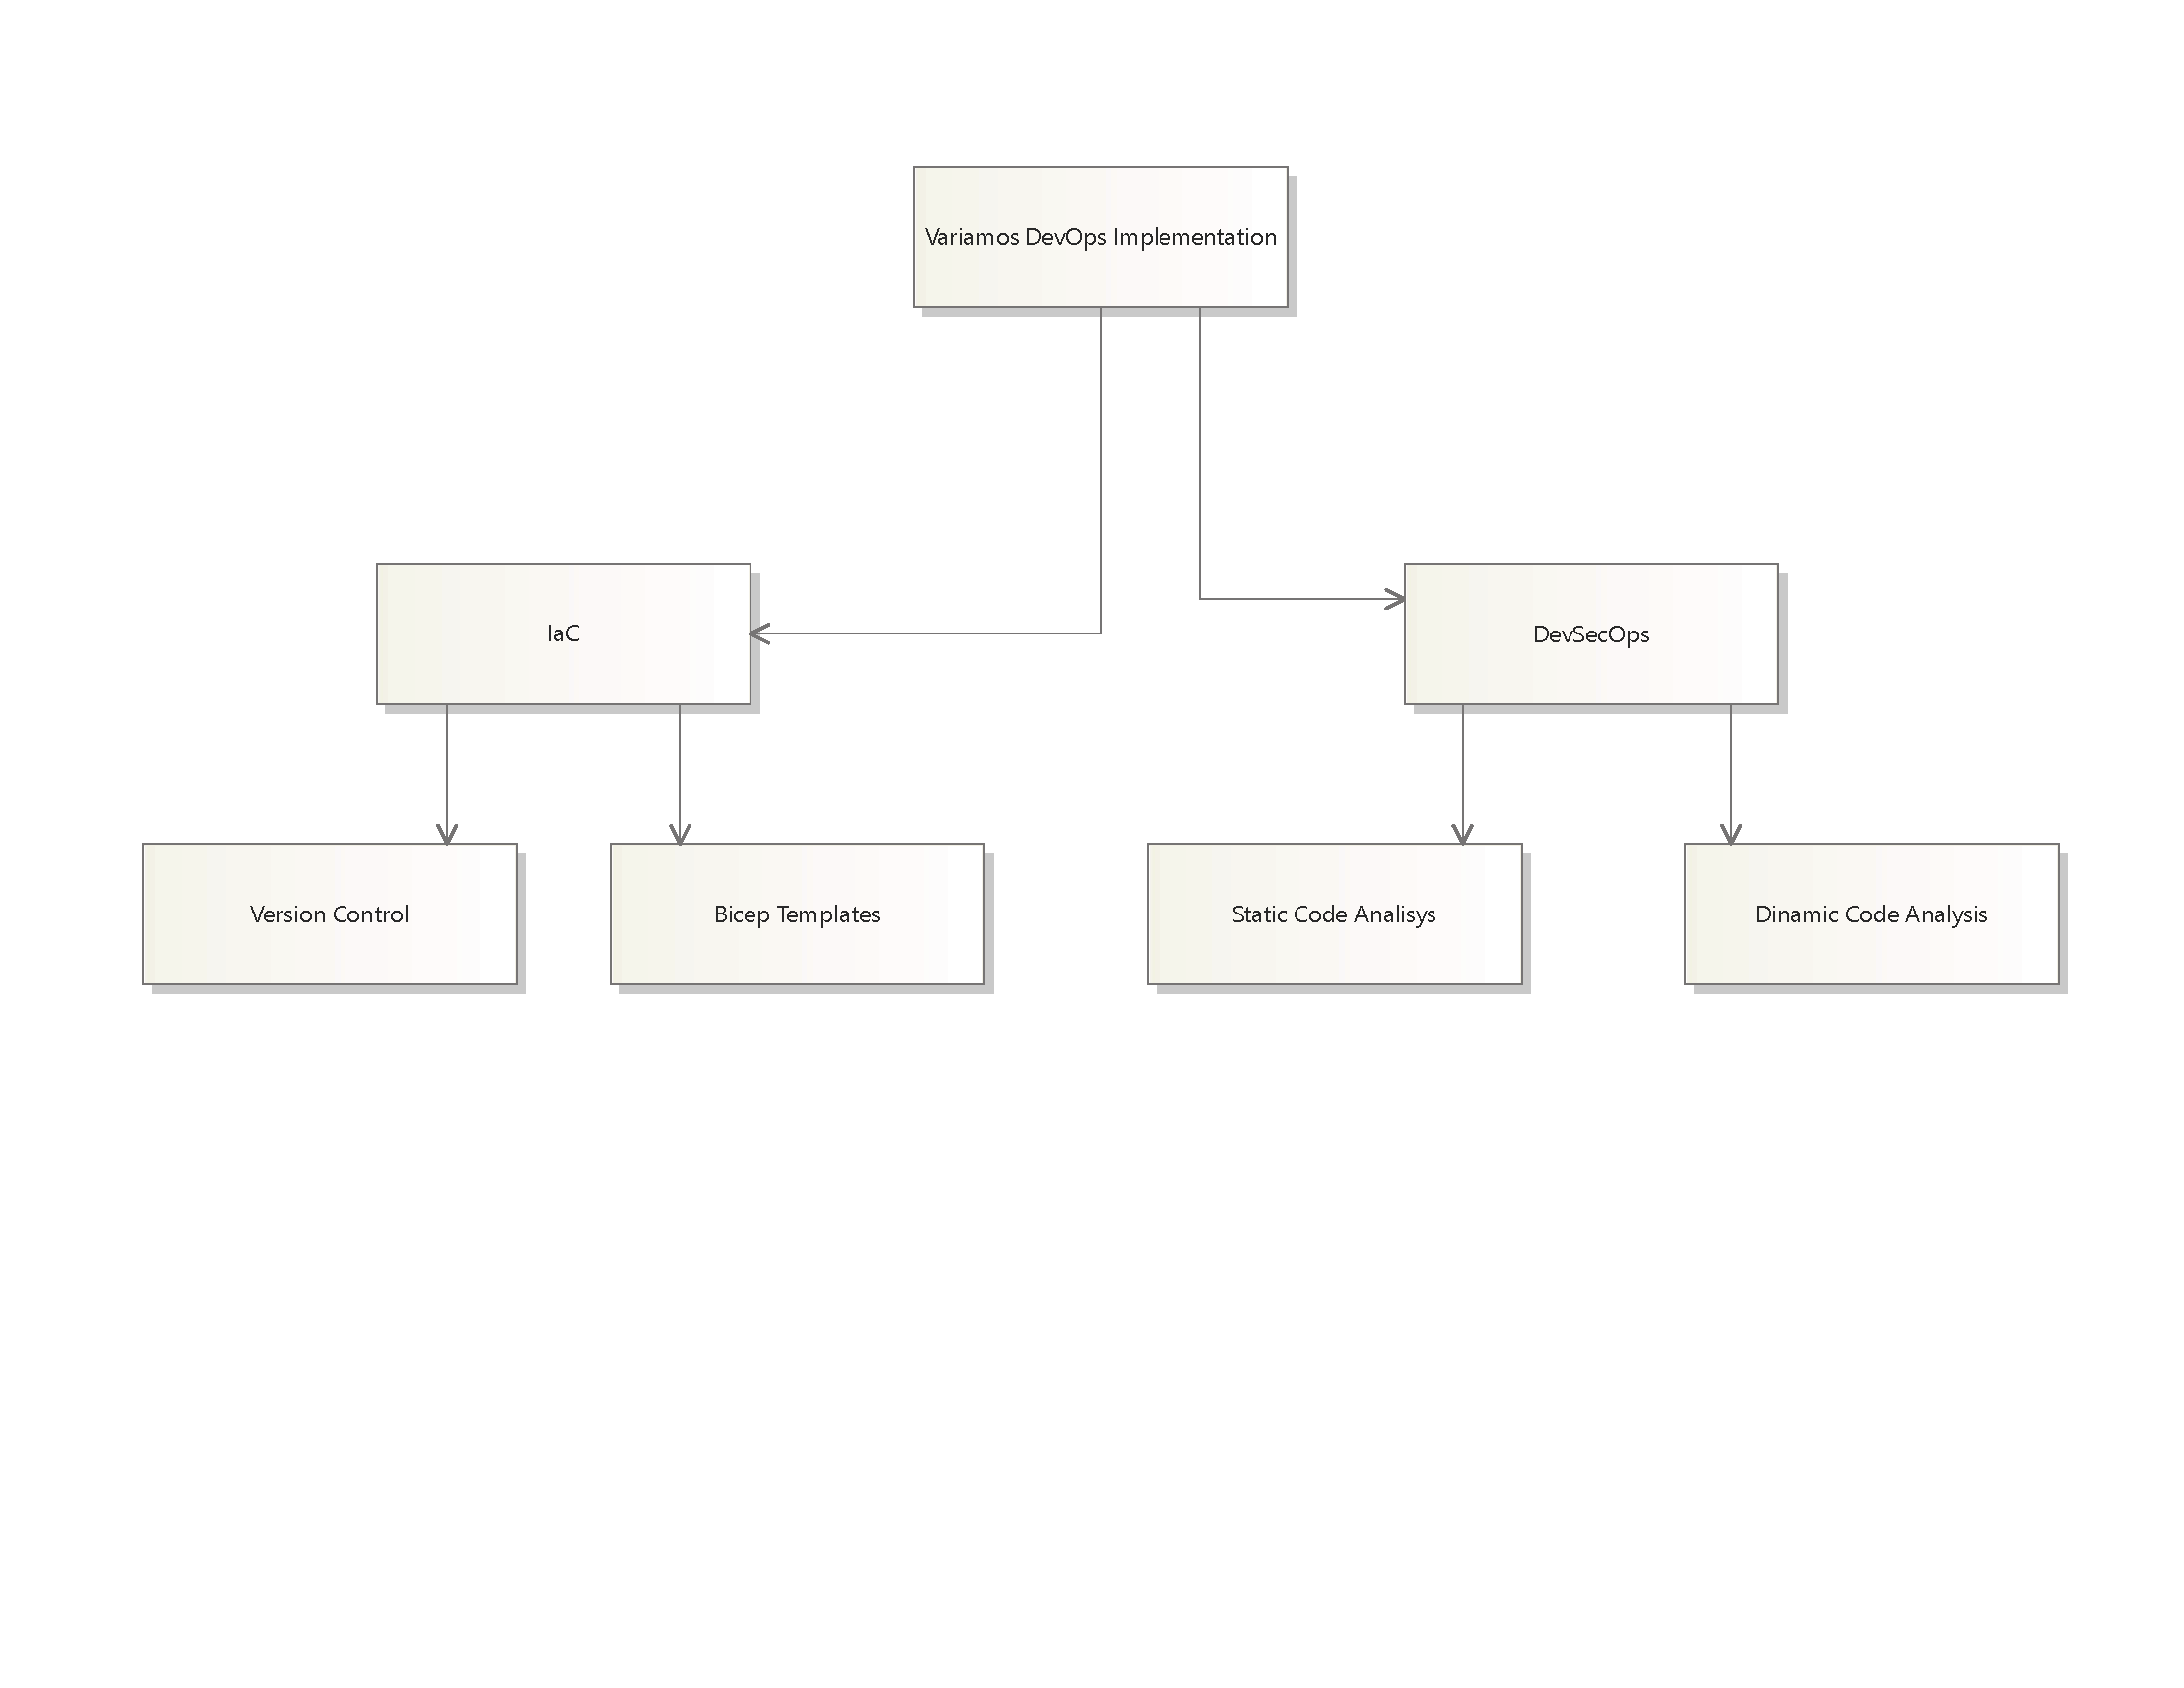 Variamos DevOps Implementation
IaC
DevSecOps
Version Control
Bicep Templates
Static Code Analisys
Dinamic Code Analysis